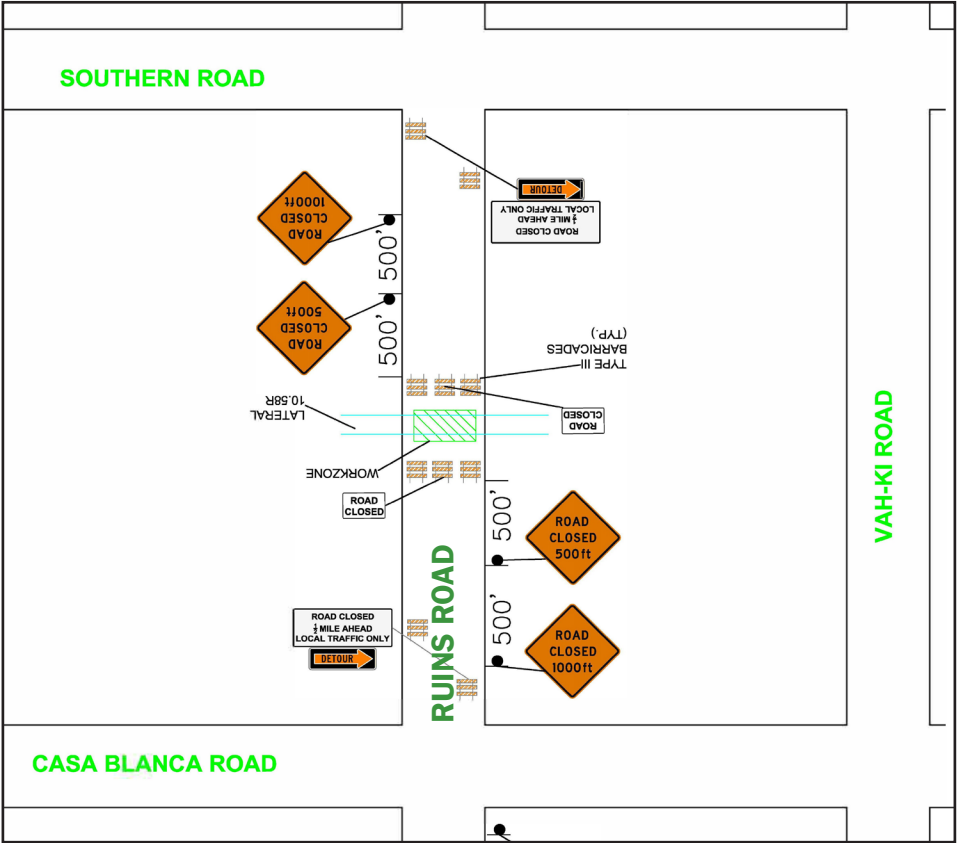 SOUTHERN ROAD
DETOUR
ROAD CLOSED
½ MILE AHEAD
LOCAL TRAFFIC ONLY
ROAD
CLOSED
1000ft
500'
ROAD
CLOSED
500ft
500'
TYPE III
BARRICADES
(TYP.)
LATERAL
10.58R
ROAD
CLOSED
WORKZONE
ROAD
CLOSED
500'
ROAD
CLOSED
500ft
VAH-KI ROAD
RUINS ROAD
ROAD CLOSED
½ MILE AHEAD
LOCAL TRAFFIC ONLY
DETOUR
500'
ROAD
CLOSED
1000ft
CASA BLANCA ROAD